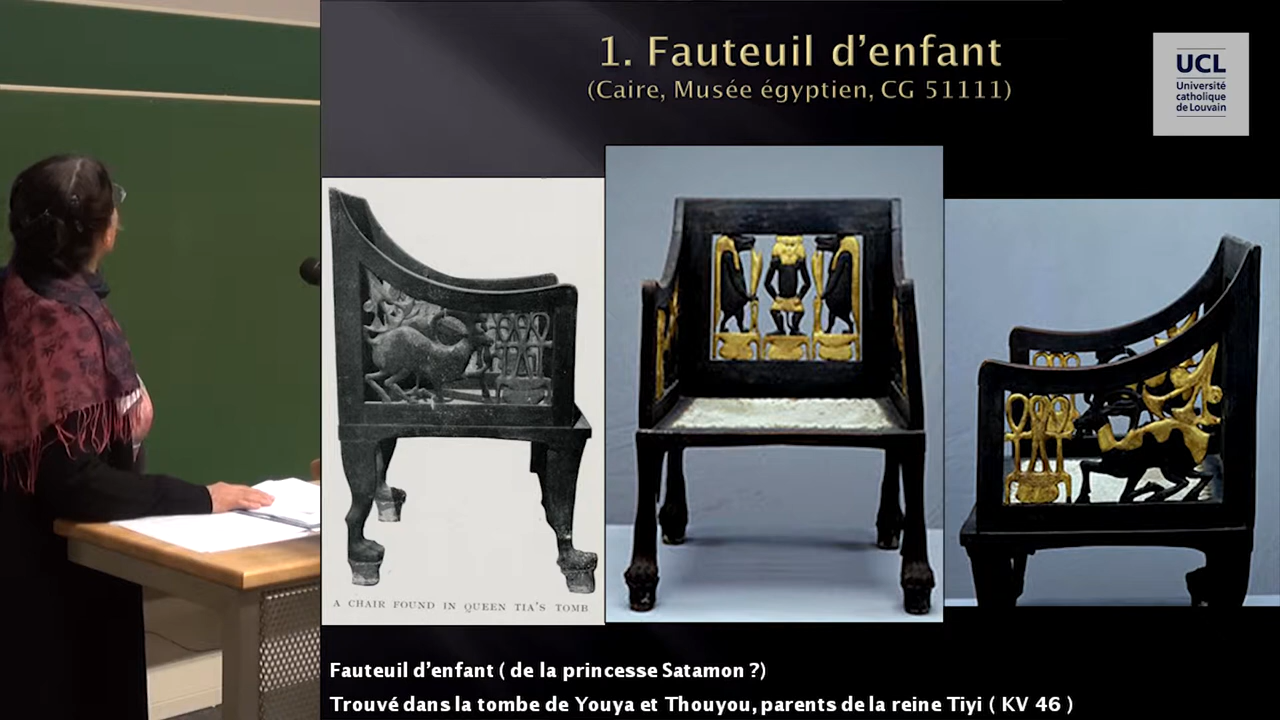 1. Fauteuil d'enfant
(Caire, Musée égyptien, CG 51111)
UCL
Université
catholique
de Louvain
A CHAIR FOUND IN QUEEN TIA'S TOMB
Fauteuil d'enfant ( de la princesse Satamon ?)
Trouvé dans la tombe de Youya et Thouyou, parents de la reine Tiyi ( KV 46 )